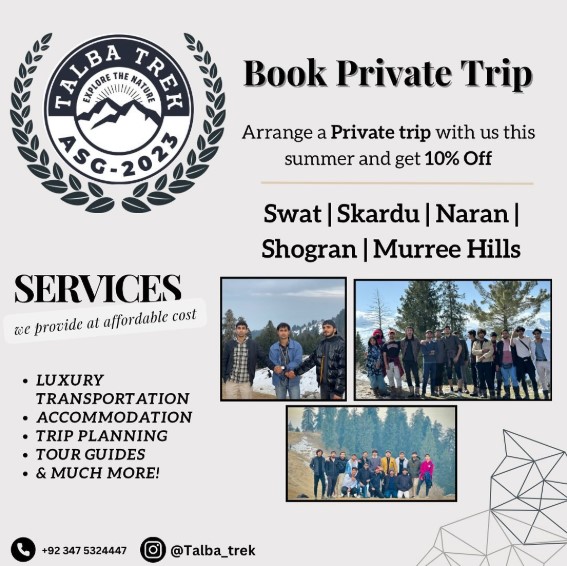 TALBA TREK
EXPLORE THE NATURE
ASG-2023
Book Private Trip
Arrange a Private trip with us this
summer and get 10% Off
Swat | Skardu | Naran |
Shogran | Murree Hills
SERVICES
we provide at affordable cost
• LUXURY
TRANSPORTATION
• ACCOMMODATION
• TRIP PLANNING
• TOUR GUIDES
• & MUCH MORE!
+92 347 5324447
@Talba_trek